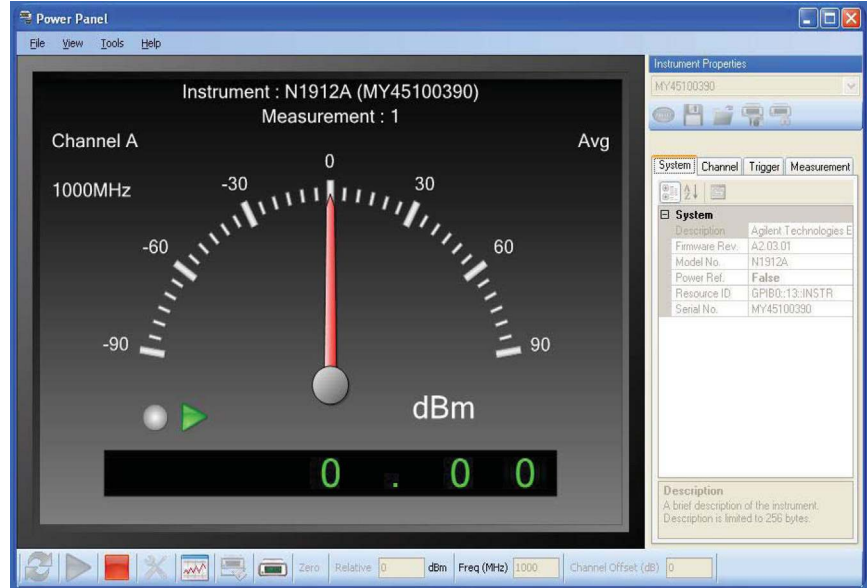 Power Panel
File View Tools Help
Instrument : N1912A (MY45100390)
Measurement : 1
Channel A
Avg
1000MHz
-90
-60
-30
0
30
60
90
dBm
0 . 0 0
Instrument Properties
MY45100390
System Channel Trigger Measurement
System
Description Agilent Technologies E
Firmware Rev. A2.03.01
Model No. N1912A
Power Ref. False
Resource ID GPIB0::13::INSTR
Serial No. MY45100390
Description
A brief description of the instrument.
Description is limited to 256 bytes.
Zero Relative 0 dBm Freq (MHz) 1000 Channel Offset (dB) 0